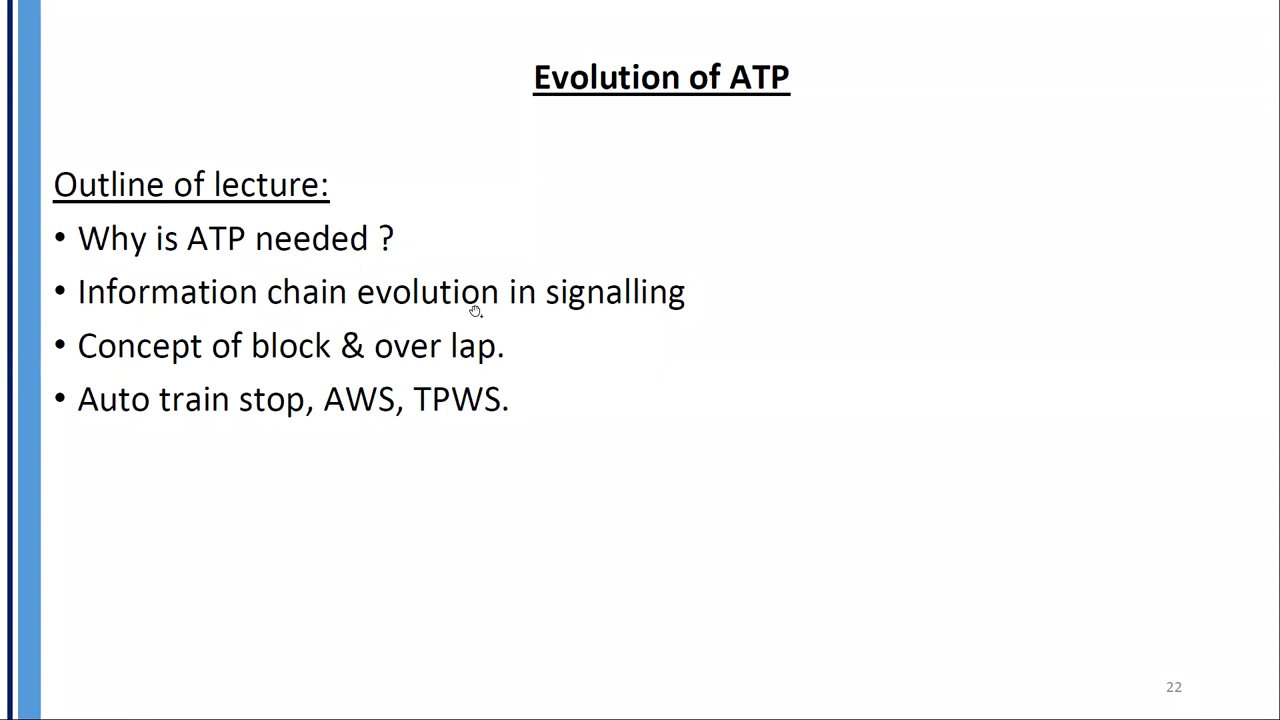 Evolution of ATP
Outline of lecture:
• Why is ATP needed ?
• Information chain evolution in signalling
• Concept of block & over lap.
• Auto train stop, AWS, TPWS.
22